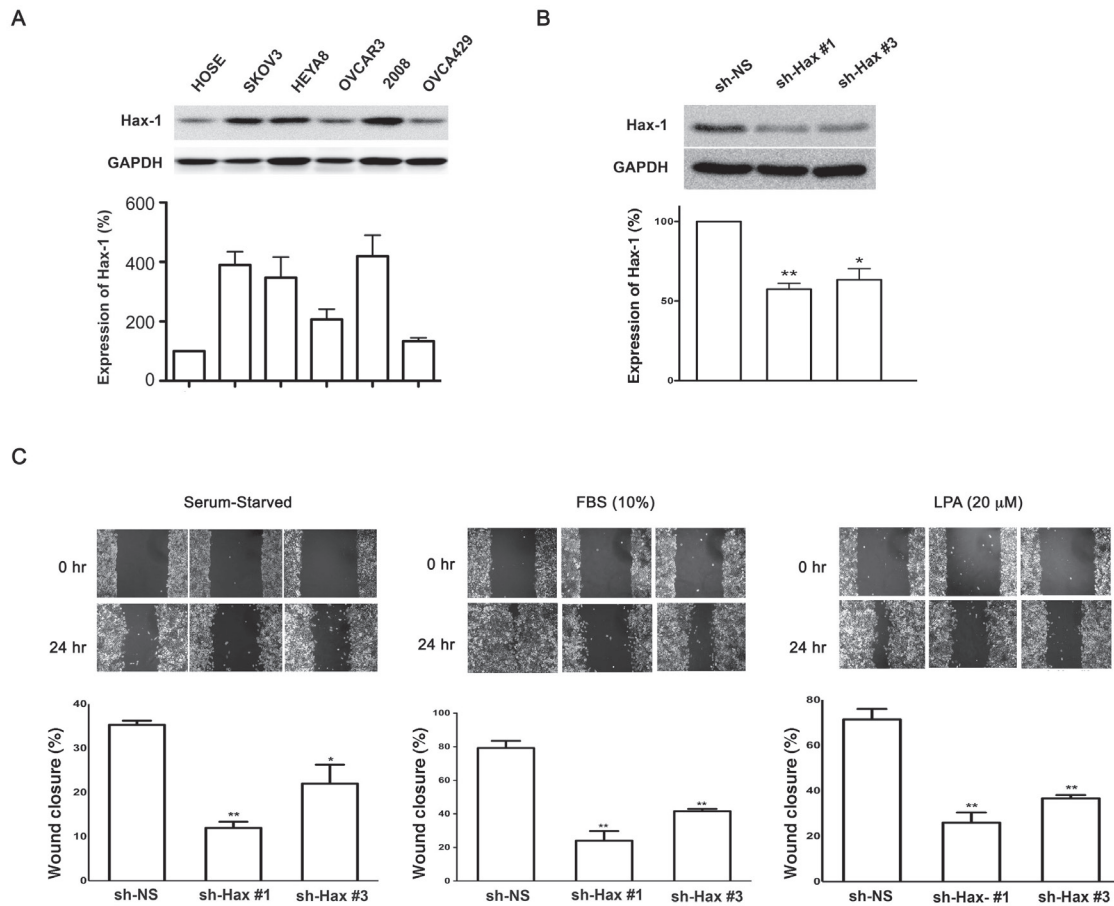 A
HOSE
SKOV3
HEYA8
OVCAR3
2008
OVCA429
Hax-1
GAPDH
Expression of Hax-1 (%)
600
400
200
0
B
sh-NS
sh-Hax #1
sh-Hax #3
Hax-1
GAPDH
Expression of Hax-1 (%)
100
50
0
**
*
C
Serum-Starved
0 hr
24 hr
Wound closure (%)
40
30
20
10
0
**
*
sh-NS
sh-Hax #1
sh-Hax #3
FBS (10%)
0 hr
24 hr
Wound closure (%)
100
80
60
40
20
0
**
**
sh-NS
sh-Hax #1
sh-Hax #3
LPA (20 µM)
0 hr
24 hr
Wound closure (%)
80
60
40
20
0
**
**
sh-NS
sh-Hax- #1
sh-Hax #3